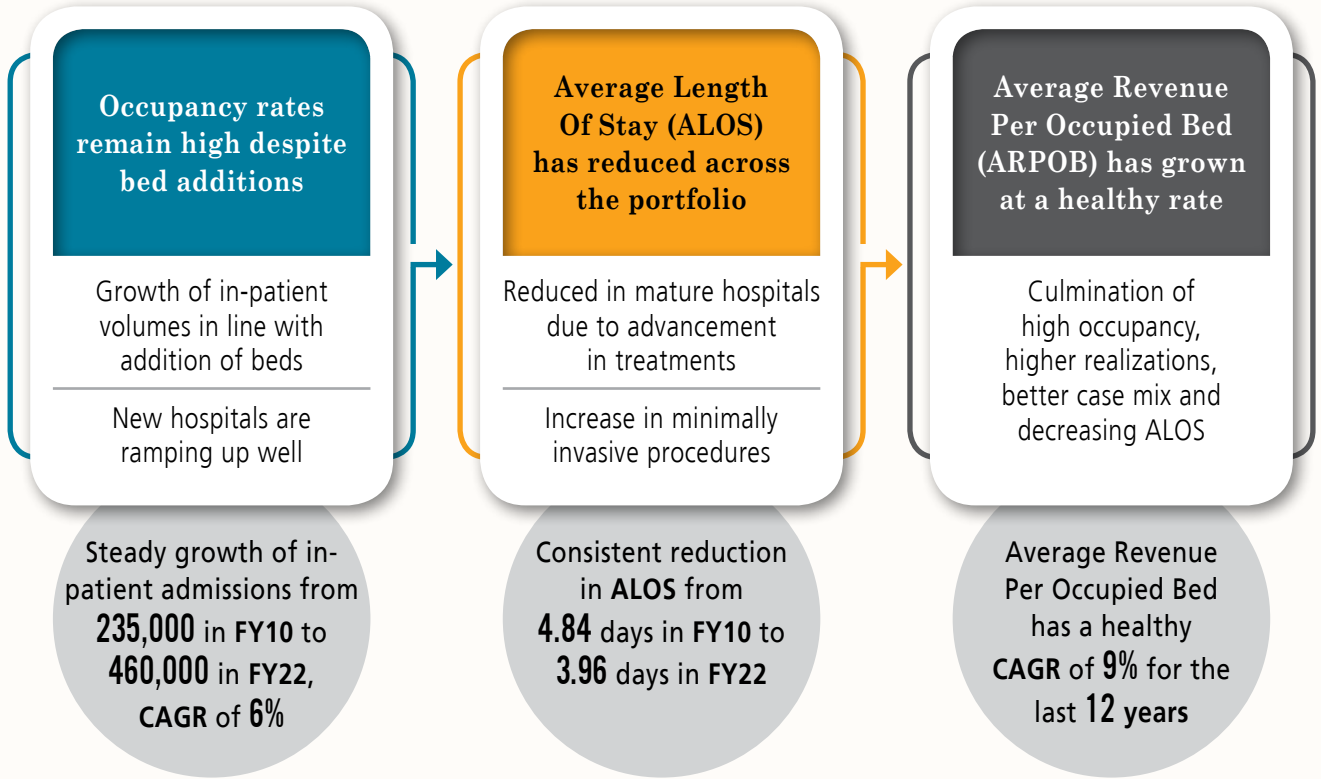 Occupancy rates
remain high despite
bed additions
Growth of in-patient
volumes in line with
addition of beds
New hospitals are
ramping up well
Steady growth of in-
patient admissions from
235,000 in FY10 to
460,000 in FY22,
CAGR of 6%
Average Length
Of Stay (ALOS)
has reduced across
the portfolio
Reduced in mature hospitals
due to advancement
in treatments
Increase in minimally
invasive procedures
Consistent reduction
in ALOS from
4.84 days in FY10 to
3.96 days in FY22
Average Revenue
Per Occupied Bed
(ARPOB) has grown
at a healthy rate
Culmination of
high occupancy,
higher realizations,
better case mix and
decreasing ALOS
Average Revenue
Per Occupied Bed
has a healthy
CAGR of 9% for the
last 12 years